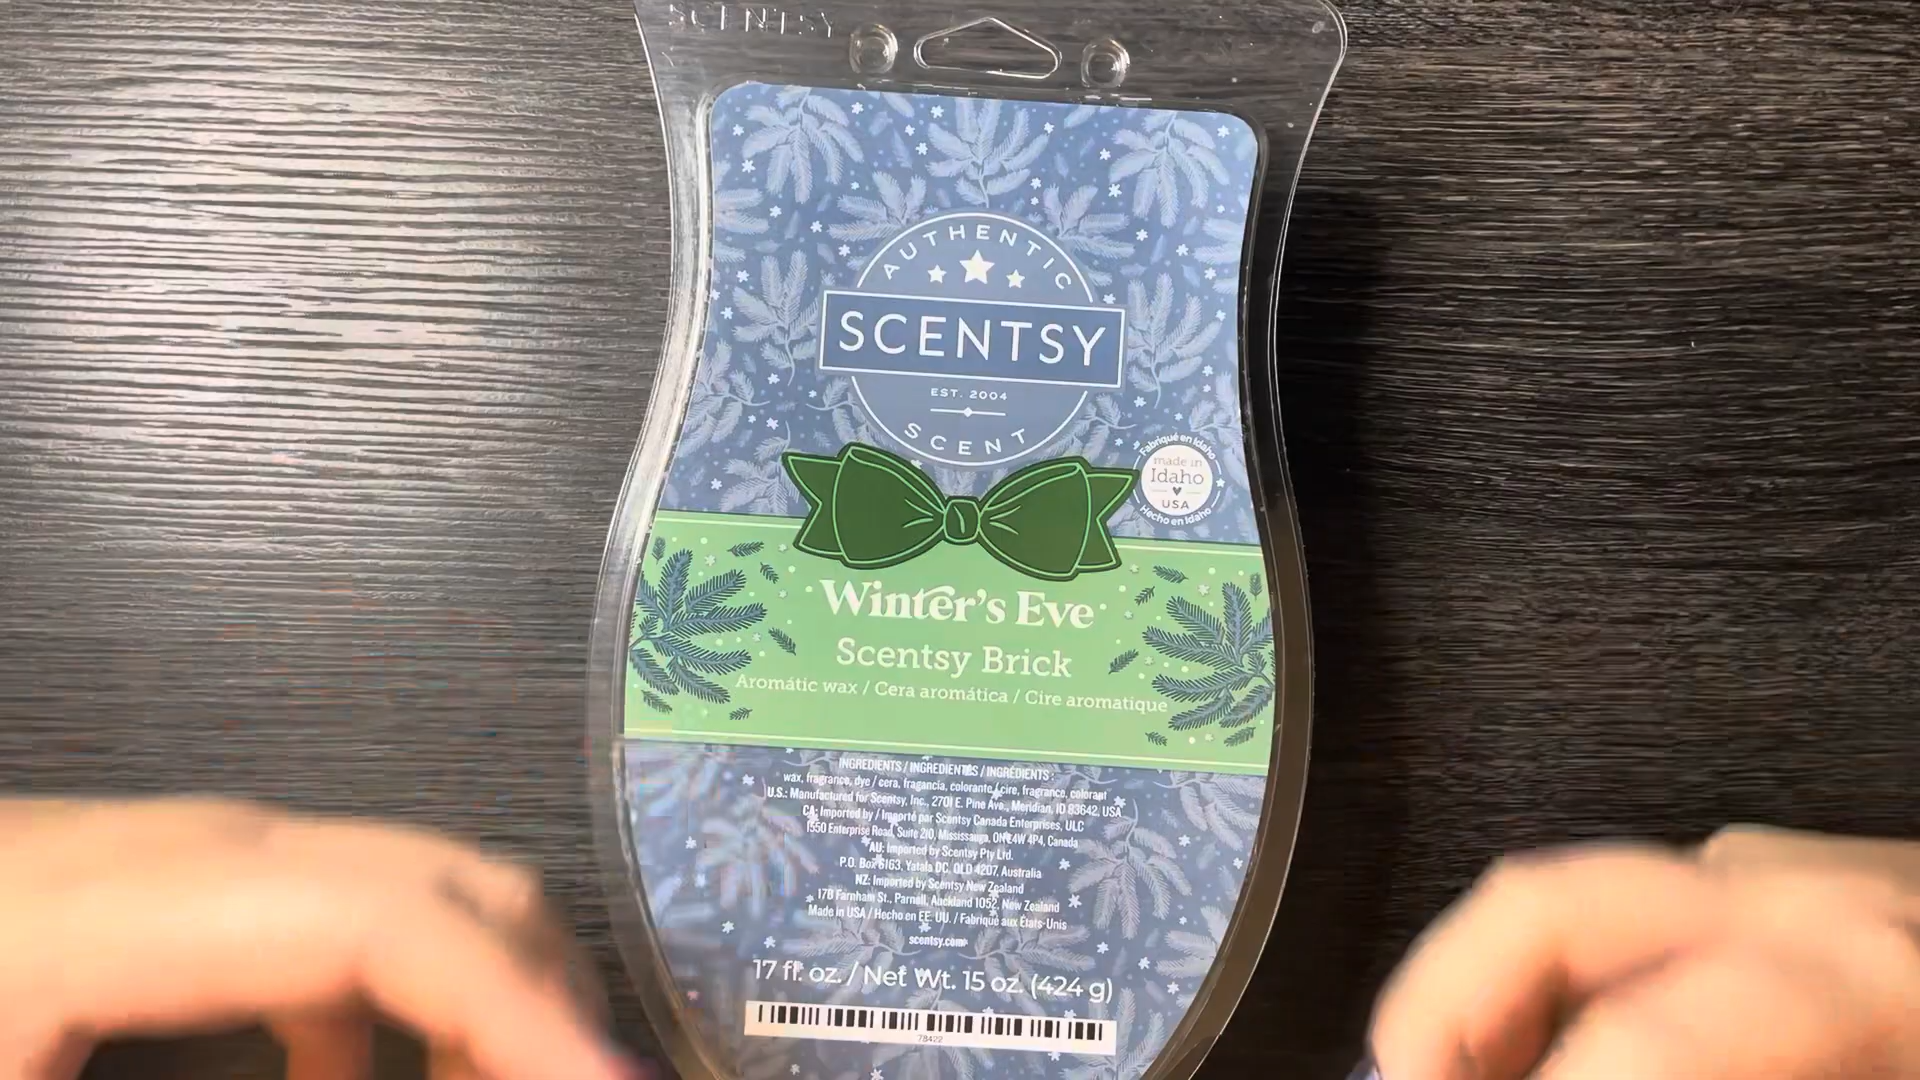 SCENTSY
AUTHENTIC
SCENTSY
EST. 2004
SCENT
Fabriqué en Idaho
made in
Idaho
USA
Hecho en Idaho
Winter's Eve
Scentsy Brick
Aromátic wax / Cera aromática / Cire aromatique
INGREDIENTS / INGREDIENTES / INGRÉDIENTS :
wax, fragrance, dye / cera, fragancia, colorante / cire, fragrance, colorant
U.S.: Manufactured for Scentsy, Inc., 2701 E. Pine Ave., Meridian, ID 83642, USA
CA: Imported by / Importé par Scentsy Canada Enterprises, ULC
1550 Enterprise Road, Suite 210, Mississauga, ON L4W 4P4, Canada
AU: Imported by Scentsy Pty Ltd.
P.O. Box 6163, Yatala DC, QLD 4207, Australia
NZ: Imported by Scentsy New Zealand
17B Farnham St., Parnell, Auckland 1052, New Zealand
Made in USA / Hecho en EE. UU. / Fabriqué aux États-Unis
scentsy.com
17 fl. oz. / Net Wt. 15 oz. (424 g)
78422